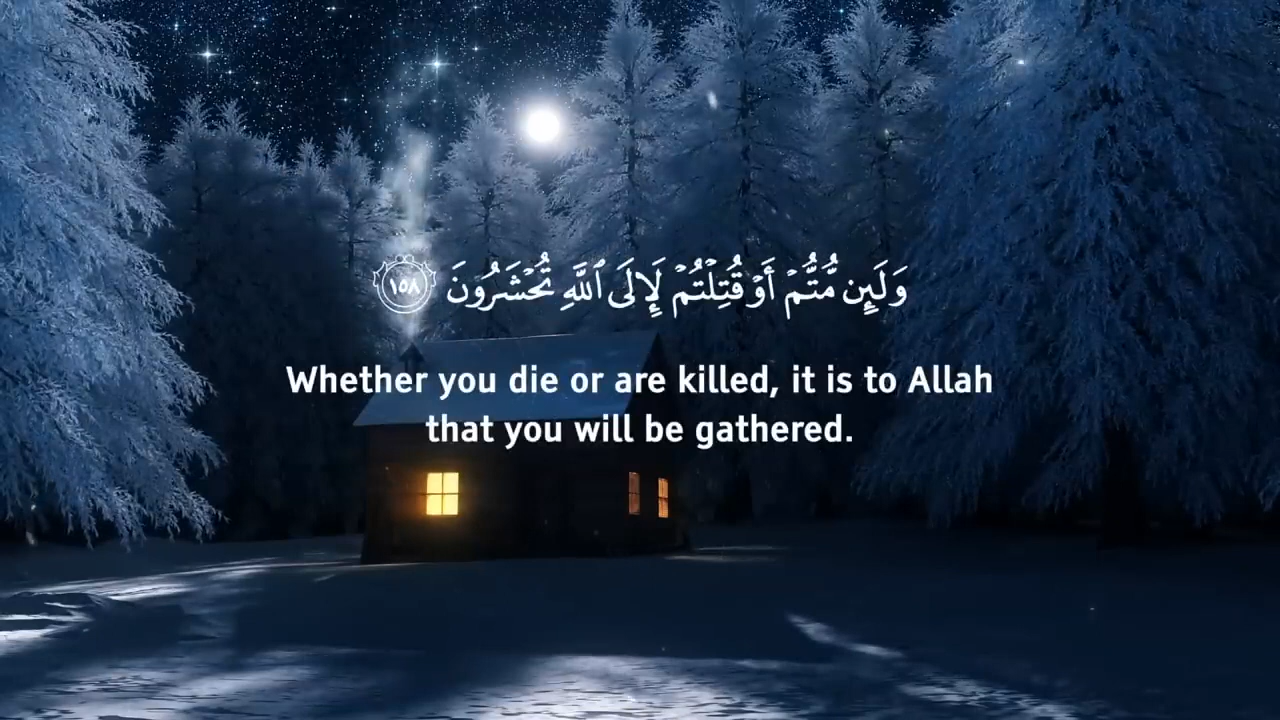 وَلَئِن مُّتُّمْ أَوْ قُتِلْتُمْ لَإِلَى ٱللَّهِ تُحْشَرُونَ ١٥٨
Whether you die or are killed, it is to Allah
that you will be gathered.